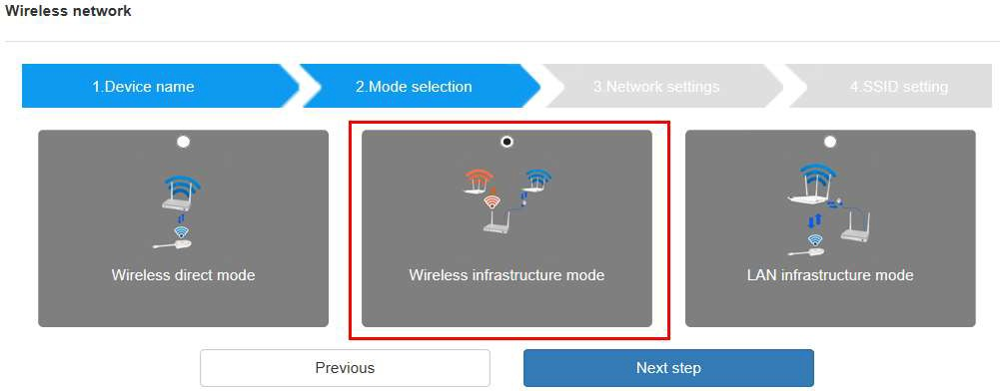 Wireless network
1.Device name
2.Mode selection
3.Network settings
4.SSID setting
Wireless direct mode
Wireless infrastructure mode
LAN infrastructure mode
Previous
Next step